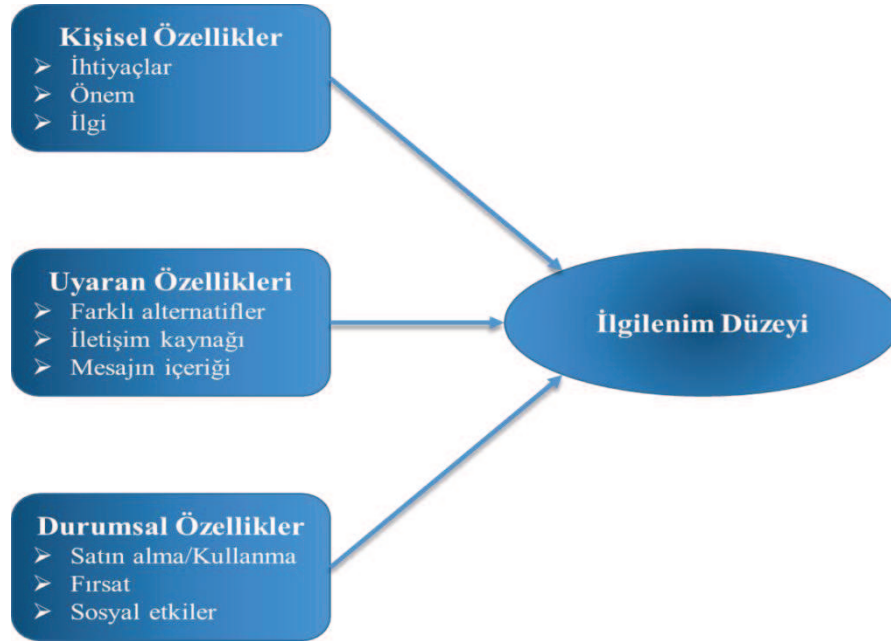 Kişisel Özellikler
➢ İhtiyaçlar
➢ Önem
➢ İlgi
Uyaran Özellikleri
➢ Farklı alternatifler
➢ İletişim kaynağı
➢ Mesajın içeriği
İlgilenim Düzeyi
Durumsal Özellikler
➢ Satın alma/Kullanma
➢ Fırsat
➢ Sosyal etkiler